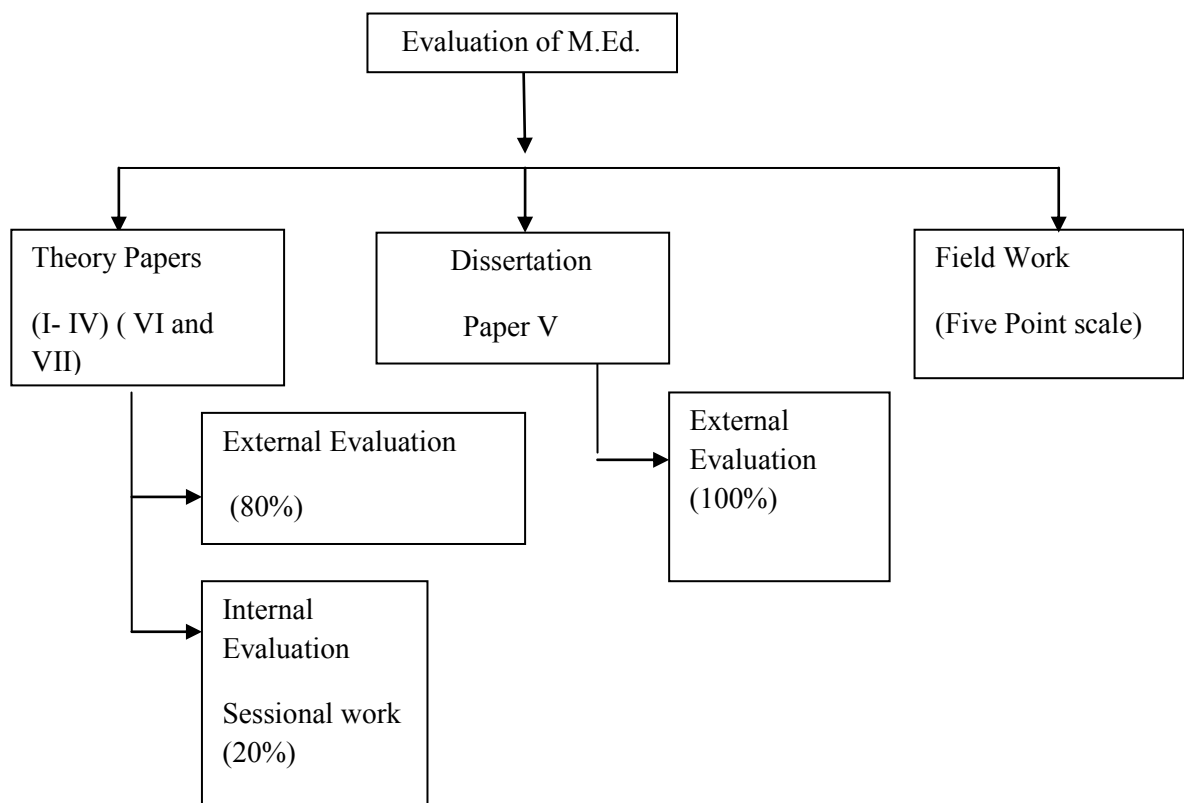 Evaluation of M.Ed.
Theory Papers
(I- IV) ( VI and
VII)
Dissertation
Paper V
Field Work
(Five Point scale)
External Evaluation
(80%)
External
Evaluation
(100%)
Internal
Evaluation
Sessional work
(20%)